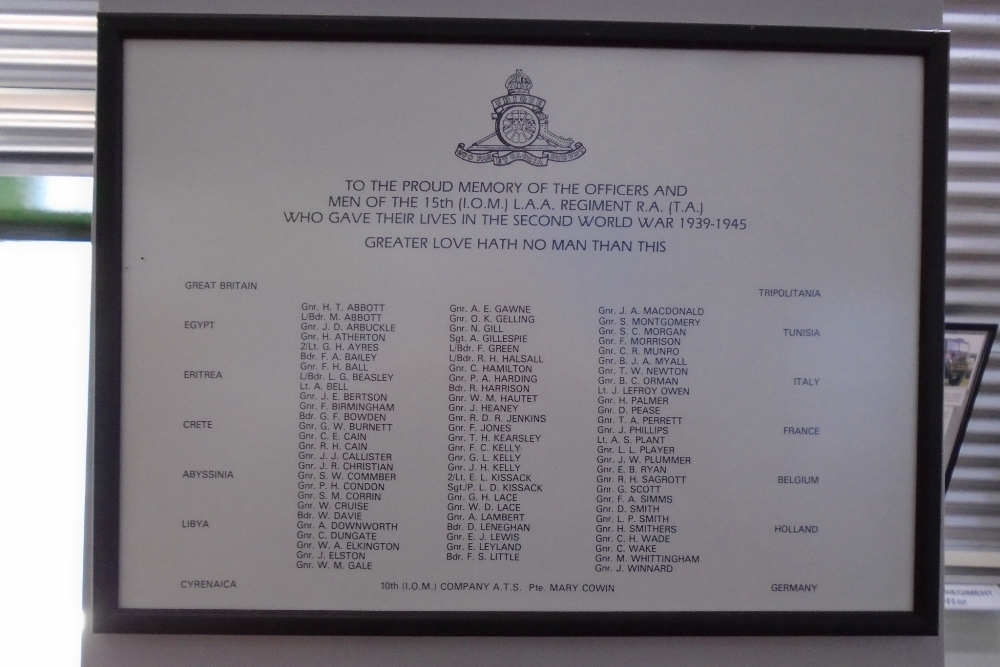 UBIQUE
TO THE PROUD MEMORY OF THE OFFICERS AND
MEN OF THE 15th (I.O.M.) L.A.A. REGIMENT R.A. (T.A.)
WHO GAVE THEIR LIVES IN THE SECOND WORLD WAR 1939-1945
GREATER LOVE HATH NO MAN THAN THIS
GREAT BRITAIN
EGYPT
ERITREA
CRETE
ABYSSINIA
LIBYA
CYRENAICA
Gnr. H. T. ABBOTT
L/Bdr. M. ABBOTT
Gnr. J. D. ARBUCKLE
Gnr. H. ATHERTON
2/Lt. G. H. AYRES
Bdr. F. A. BAILEY
Gnr. F. H. BALL
L/Bdr. L. G. BEASLEY
Lt. A. BELL
Gnr. J. E. BERTSON
Gnr. F. BIRMINGHAM
Bdr. G. F. BOWDEN
Gnr. G. W. BURNETT
Gnr. C. E. CAIN
Gnr. R. H. CAIN
Gnr. J. J. CALLISTER
Gnr. J. R. CHRISTIAN
Gnr. S. W. COMMBER
Gnr. P. H. CONDON
Gnr. S. M. CORRIN
Gnr. W. CRUISE
Bdr. W. DAVIE
Gnr. A. DOWNWORTH
Gnr. C. DUNGATE
Gnr. W. A. ELKINGTON
Gnr. J. ELSTON
Gnr. W. M. GALE
Gnr. A. E. GAWNE
Gnr. O. K. GELLING
Gnr. N. GILL
Sgt. A. GILLESPIE
L/Bdr. F. GREEN
L/Bdr. R. H. HALSALL
Gnr. C. HAMILTON
Gnr. P. A. HARDING
Bdr. R. HARRISON
Gnr. W. M. HAUTET
Gnr. J. HEANEY
Gnr. R. D. R. JENKINS
Gnr. F. JONES
Gnr. T. H. KEARSLEY
Gnr. F. C. KELLY
Gnr. G. L. KELLY
Gnr. J. H. KELLY
2/Lt. E. L. KISSACK
Sgt./P. L. D. KISSACK
Gnr. G. H. LACE
Gnr. W. D. LACE
Gnr. A. LAMBERT
Bdr. D. LENEGHAN
Gnr. E. J. LEWIS
Gnr. E. LEYLAND
Bdr. F. S. LITTLE
Gnr. J. A. MACDONALD
Gnr. S. MONTGOMERY
Gnr. S. C. MORGAN
Gnr. F. MORRISON
Gnr. C. R. MUNRO
Gnr. B. J. A. MYALL
Gnr. T. W. NEWTON
Gnr. B. C. ORMAN
Lt. J. LEFROY OWEN
Gnr. H. PALMER
Gnr. D. PEASE
Gnr. T. A. PERRETT
Gnr. J. PHILLIPS
Lt. A. S. PLANT
Gnr. L. L. PLAYER
Gnr. J. W. PLUMMER
Gnr. E. B. RYAN
Gnr. R. H. SAGROTT
Gnr. G. SCOTT
Gnr. F. A. SIMMS
Gnr. D. SMITH
Gnr. L. P. SMITH
Gnr. H. SMITHERS
Gnr. C. H. WADE
Gnr. C. WAKE
Gnr. M. WHITTINGHAM
Gnr. J. WINNARD
TRIPOLITANIA
TUNISIA
ITALY
FRANCE
BELGIUM
HOLLAND
GERMANY
10th (I.O.M.) COMPANY A.T.S. Pte. MARY COWIN